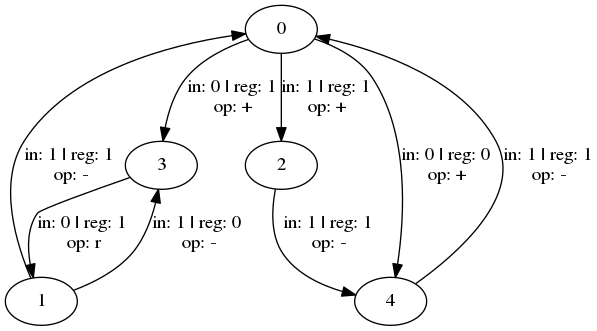 0
in: 0 | reg: 1
op: +
in: 1 | reg: 1
op: +
in: 1 | reg: 1
op: -
3
2
in: 0 | reg: 0
op: +
in: 1 | reg: 1
op: -
in: 0 | reg: 1
op: r
in: 1 | reg: 0
op: -
in: 1 | reg: 1
op: -
1
4